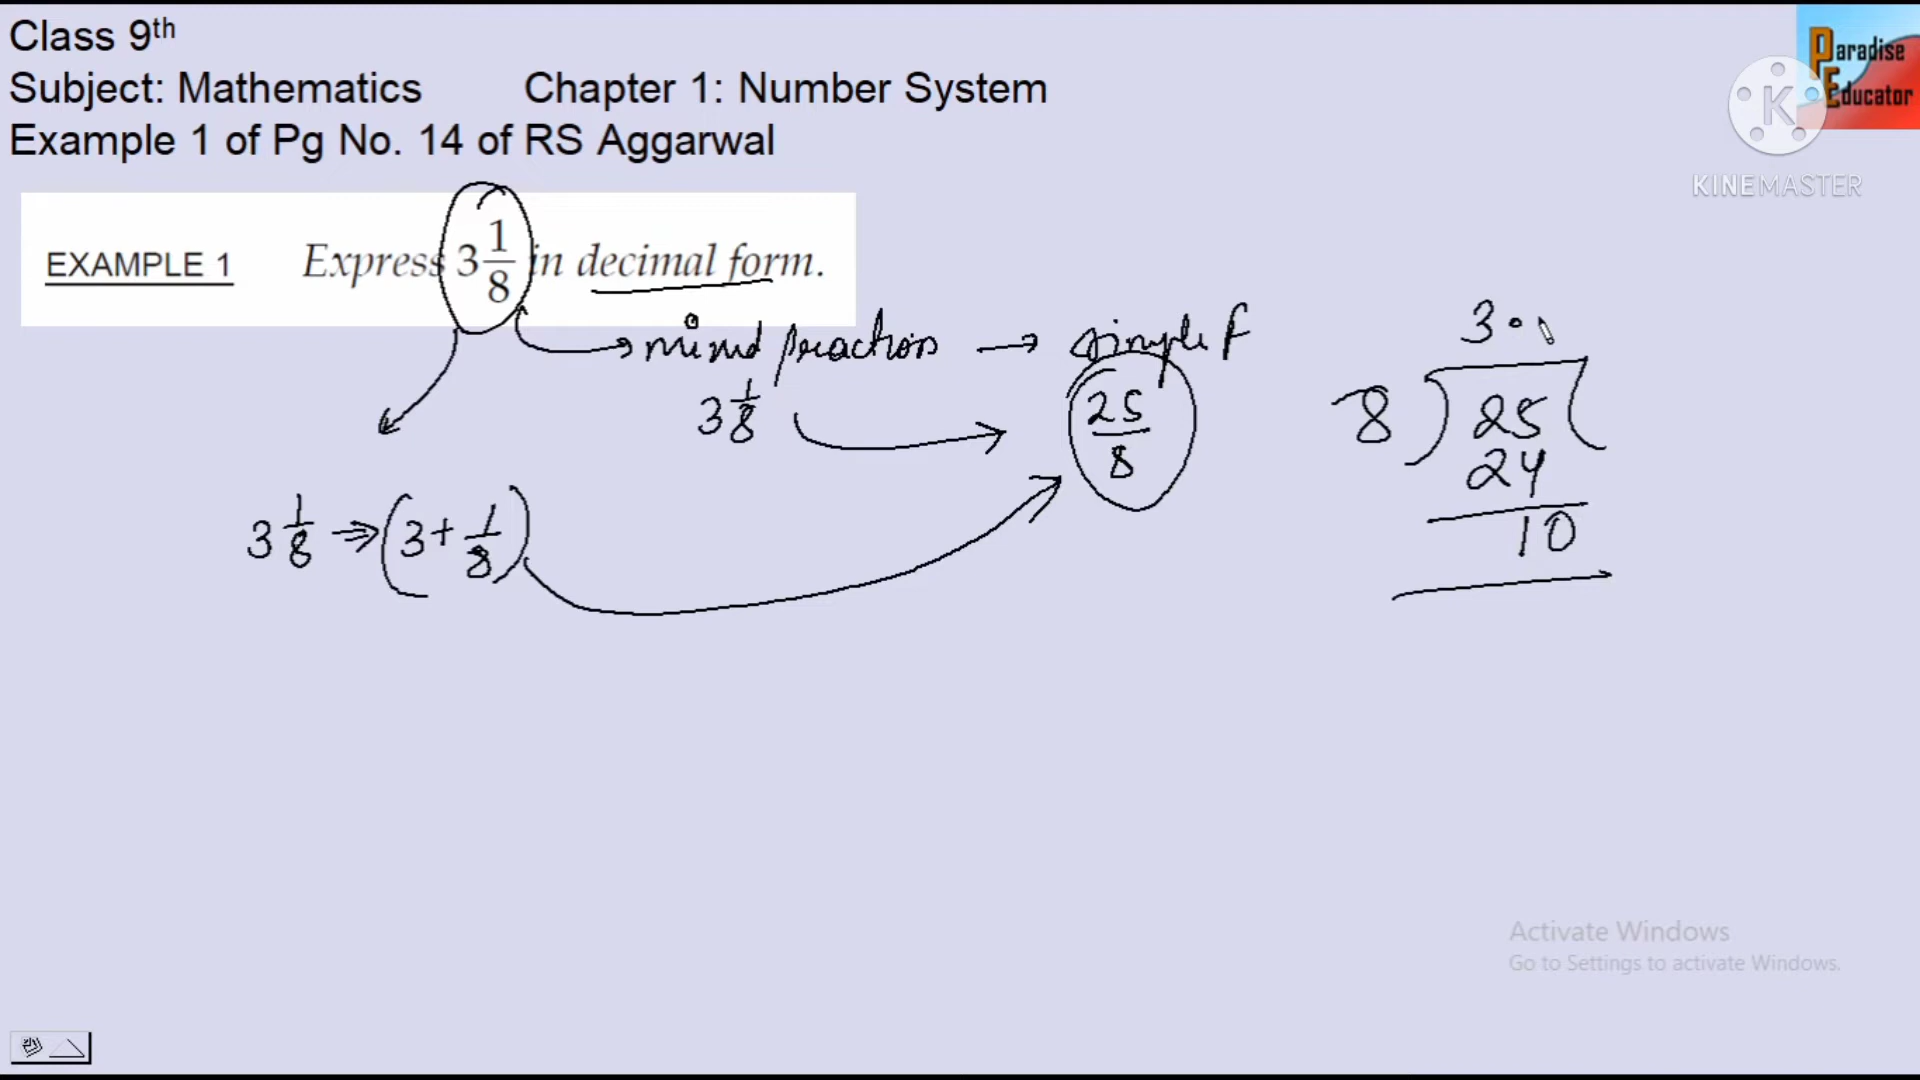 Class 9th
Subject: Mathematics Chapter 1: Number System
Example 1 of Pg No. 14 of RS Aggarwal
Paradise Educator
KINEMASTER
EXAMPLE 1 Express 3 1/8 in decimal form.
mixed fraction → simple f
3 1/8 25/8
3 1/8 ⇒ (3 + 1/8)
3.
8 ) 25 (
24
10
Activate Windows
Go to Settings to activate Windows.